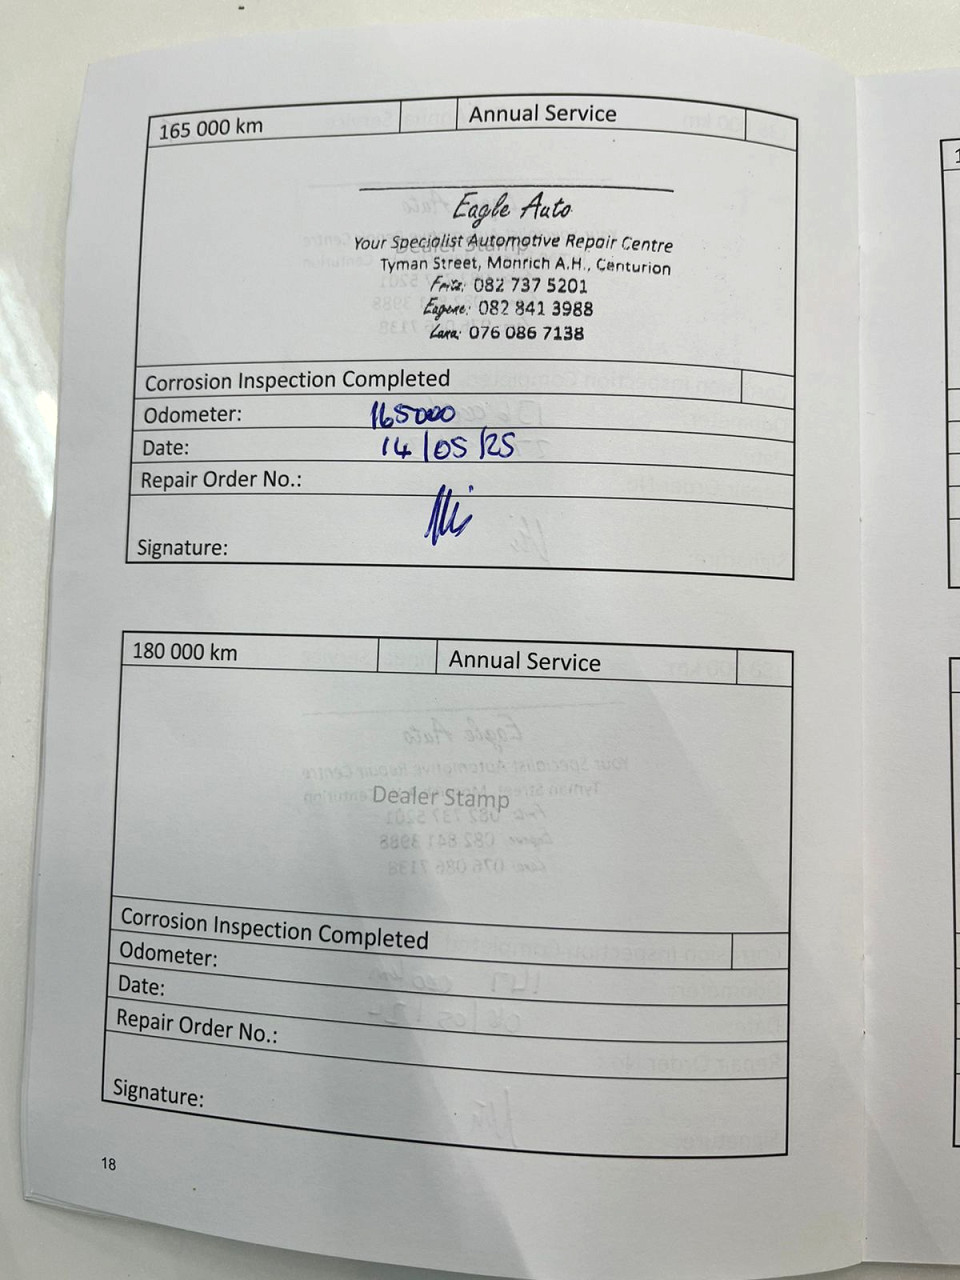 165 000 km Annual Service
Eagle Auto
Your Specialist Automotive Repair Centre
Dealer Stamp
Tyman Street, Monrich A.H., Centurion
Fritz: 082 737 5201
Eugene: 082 841 3988
Lana: 076 086 7138
Corrosion Inspection Completed
Odometer: 165000
Date: 14/05/25
Repair Order No.:
Signature:
180 000 km Annual Service
Dealer Stamp
Corrosion Inspection Completed
Odometer:
Date:
Repair Order No.:
Signature:
18